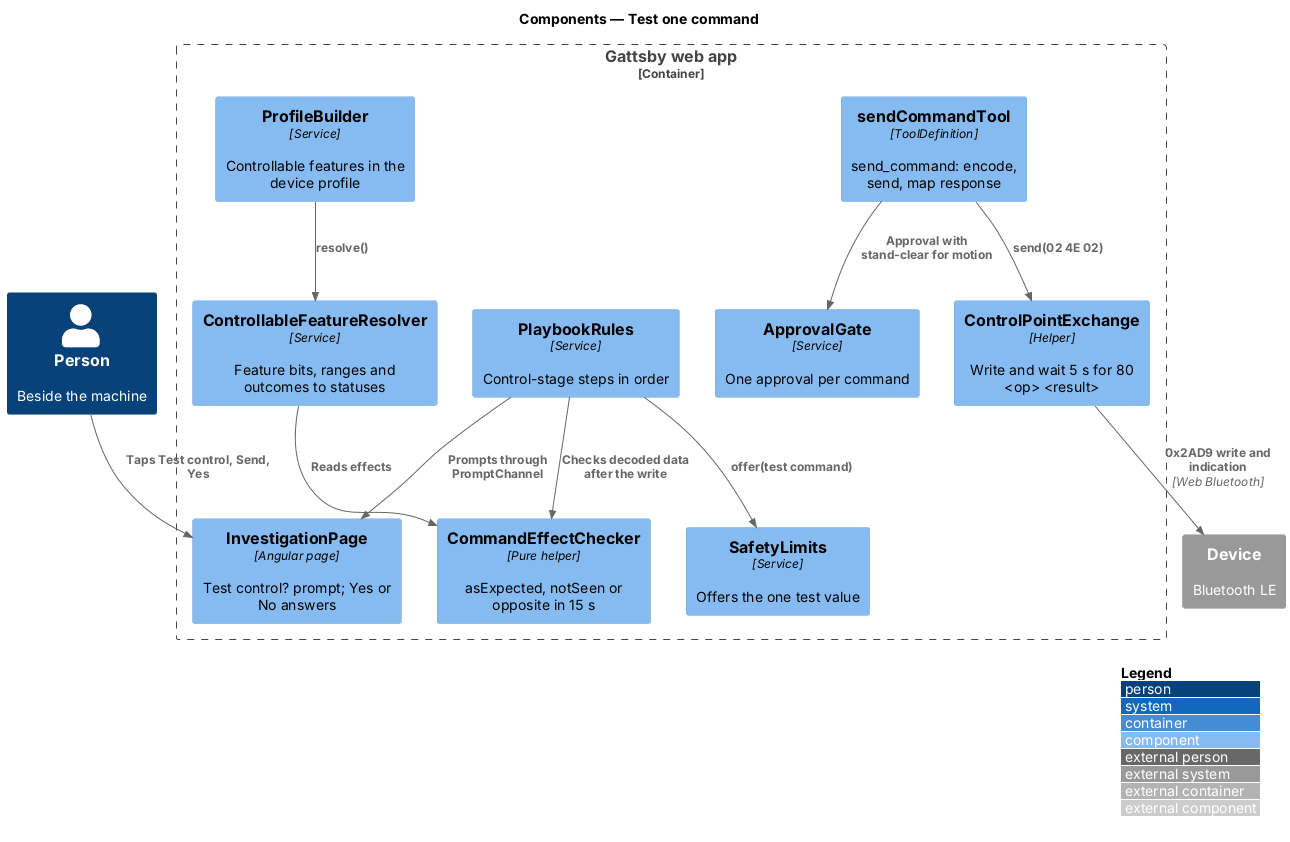 Components — Test one command
Gattsby web app
[Container]
ProfileBuilder
[Service]
Controllable features in the
device profile
sendCommandTool
[ToolDefinition]
send_command: encode,
send, map response
resolve()
Approval with
stand-clear for motion
send(02 4E 02)
Person
Beside the machine
ControllableFeatureResolver
[Service]
Feature bits, ranges and
outcomes to statuses
PlaybookRules
[Service]
Control-stage steps in order
ApprovalGate
[Service]
One approval per command
ControlPointExchange
[Helper]
Write and wait 5 s for 80
<op> <result>
Taps Test control, Send,
Yes
Reads effects
Prompts through
PromptChannel
Checks decoded data
after the write
offer(test command)
0x2AD9 write and
indication
[Web Bluetooth]
InvestigationPage
[Angular page]
Test control? prompt; Yes or
No answers
CommandEffectChecker
[Pure helper]
asExpected, notSeen or
opposite in 15 s
SafetyLimits
[Service]
Offers the one test value
Device
Bluetooth LE
Legend
person
system
container
component
external person
external system
external container
external component